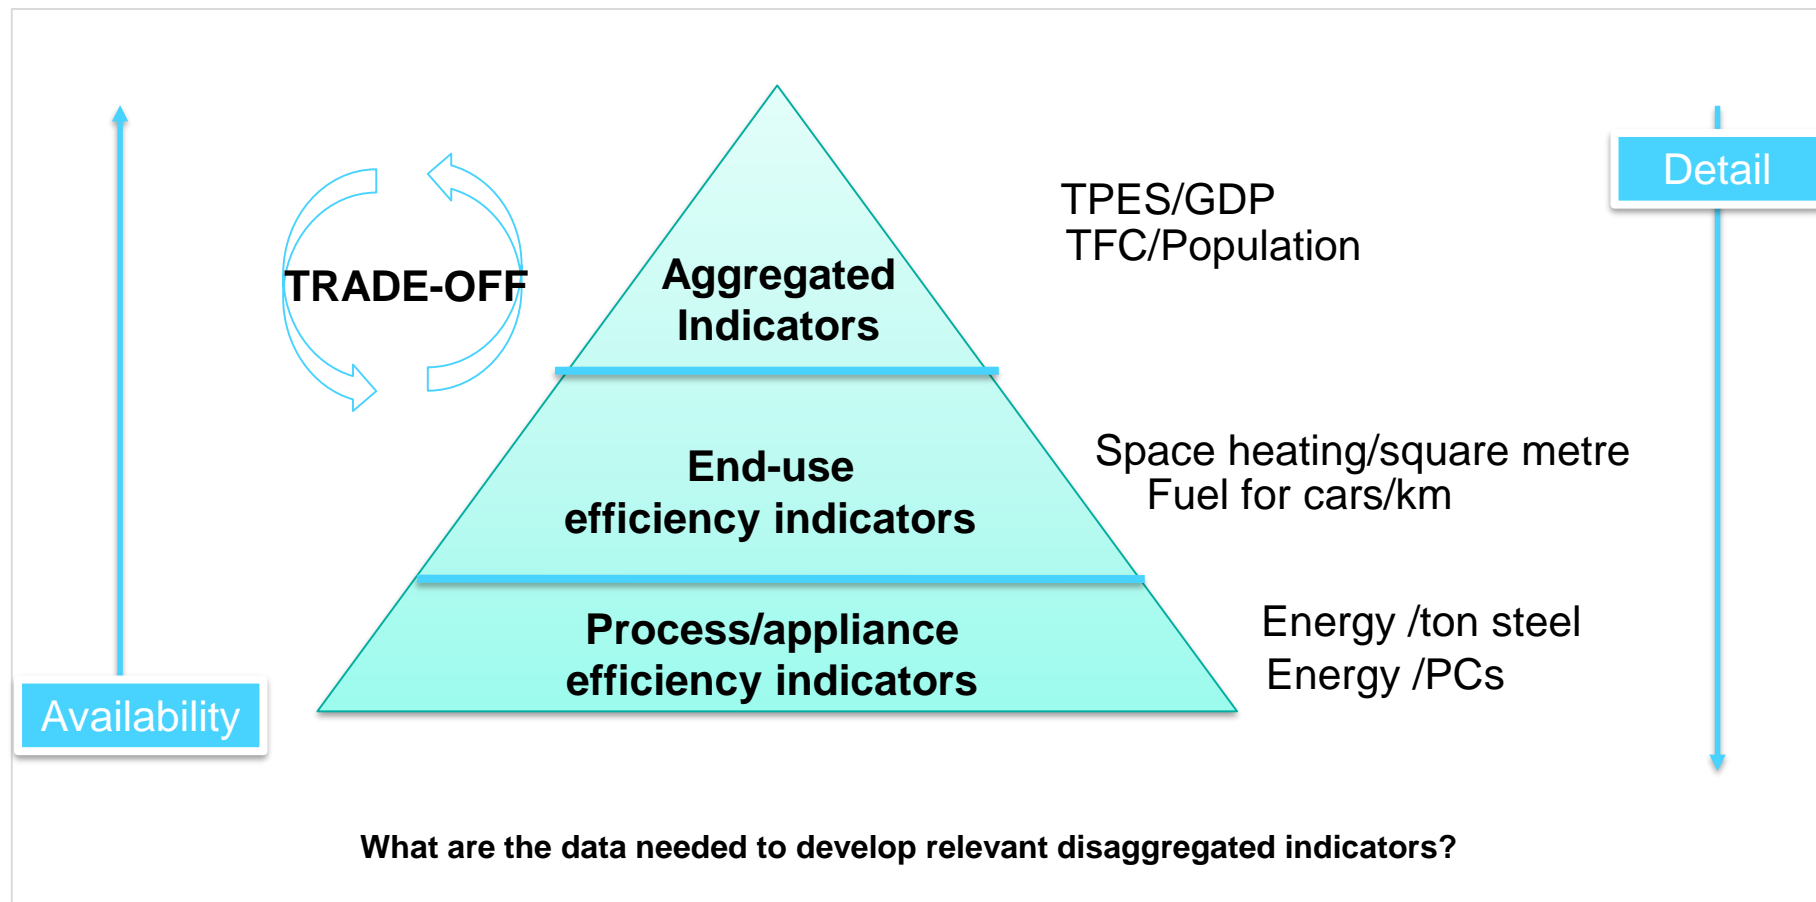 Detail
TPES/GDP
TFC/Population
TRADE-OFF
Aggregated
Indicators
End-use
efficiency indicators
Space heating/square metre
Fuel for cars/km
Process/appliance
efficiency indicators
Energy /ton steel
Energy /PCs
Availability
What are the data needed to develop relevant disaggregated indicators?